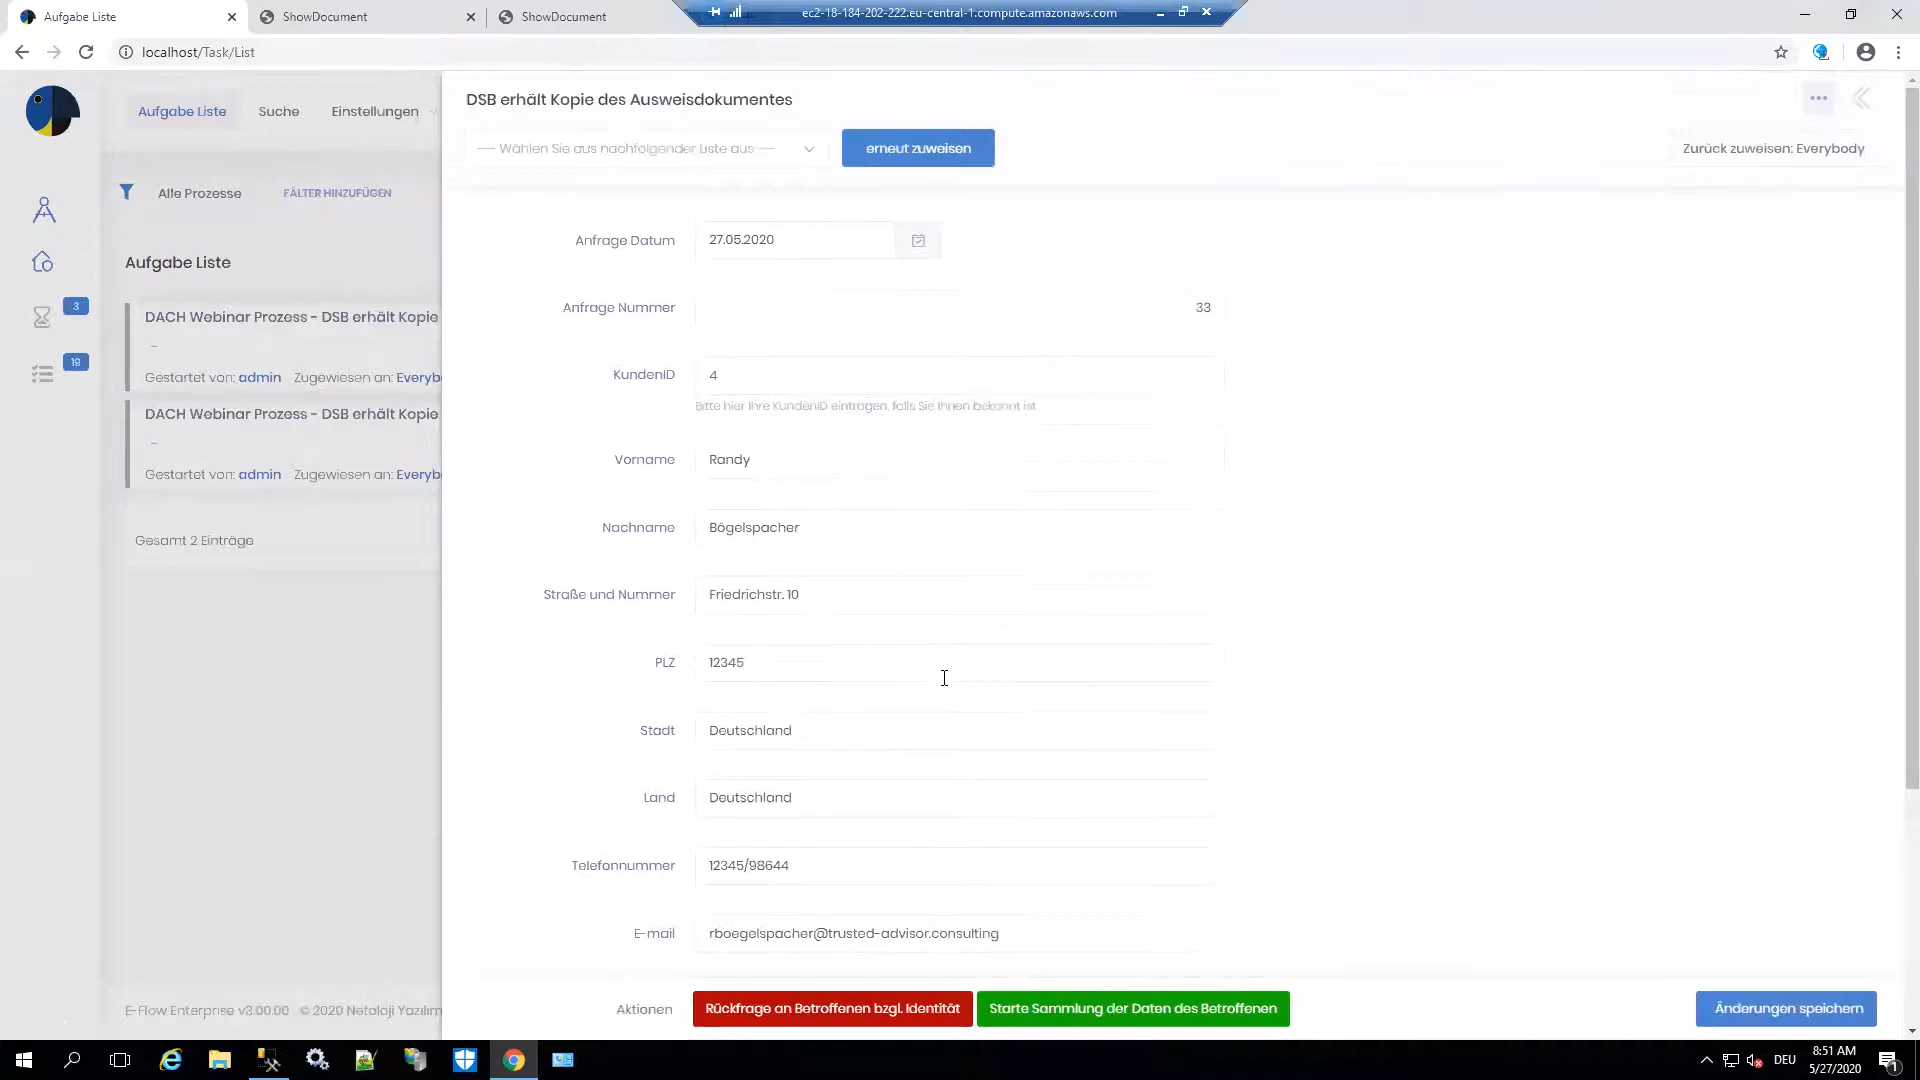 Aufgabe Liste
ShowDocument
ShowDocument
ec2-18-184-202-222.eu-central-1.compute.amazonaws.com
localhost/Task/List
Aufgabe Liste
Suche
Einstellungen
DSB erhält Kopie des Ausweisdokumentes
Wählen Sie aus nachfolgender Liste aus
erneut zuweisen
Zurück zuweisen: Everybody
Alle Prozesse
FÄLTER HINZUFÜGEN
Aufgabe Liste
3
19
DACH Webinar Prozess - DSB erhält Kopie
-
Gestartet von: admin Zugewiesen an: Everyb
DACH Webinar Prozess - DSB erhält Kopie
-
Gestartet von: admin Zugewiesen an: Everyb
Gesamt 2 Einträge
Anfrage Datum 27.05.2020
Anfrage Nummer 33
KundenID 4
Bitte hier Ihre KundenID eintragen, falls Sie Ihnen bekannt ist
Vorname Randy
Nachname Bögelspacher
Straße und Nummer Friedrichstr. 10
PLZ 12345
Stadt Deutschland
Land Deutschland
Telefonnummer 12345/98644
E-mail rboegelspacher@trusted-advisor.consulting
E-Flow Enterprise v3.00.00 © 2020 Netoloji Yazılım
Aktionen
Rückfrage an Betroffenen bzgl. Identität
Starte Sammlung der Daten des Betroffenen
Änderungen speichern
DEU
8:51 AM
5/27/2020
1